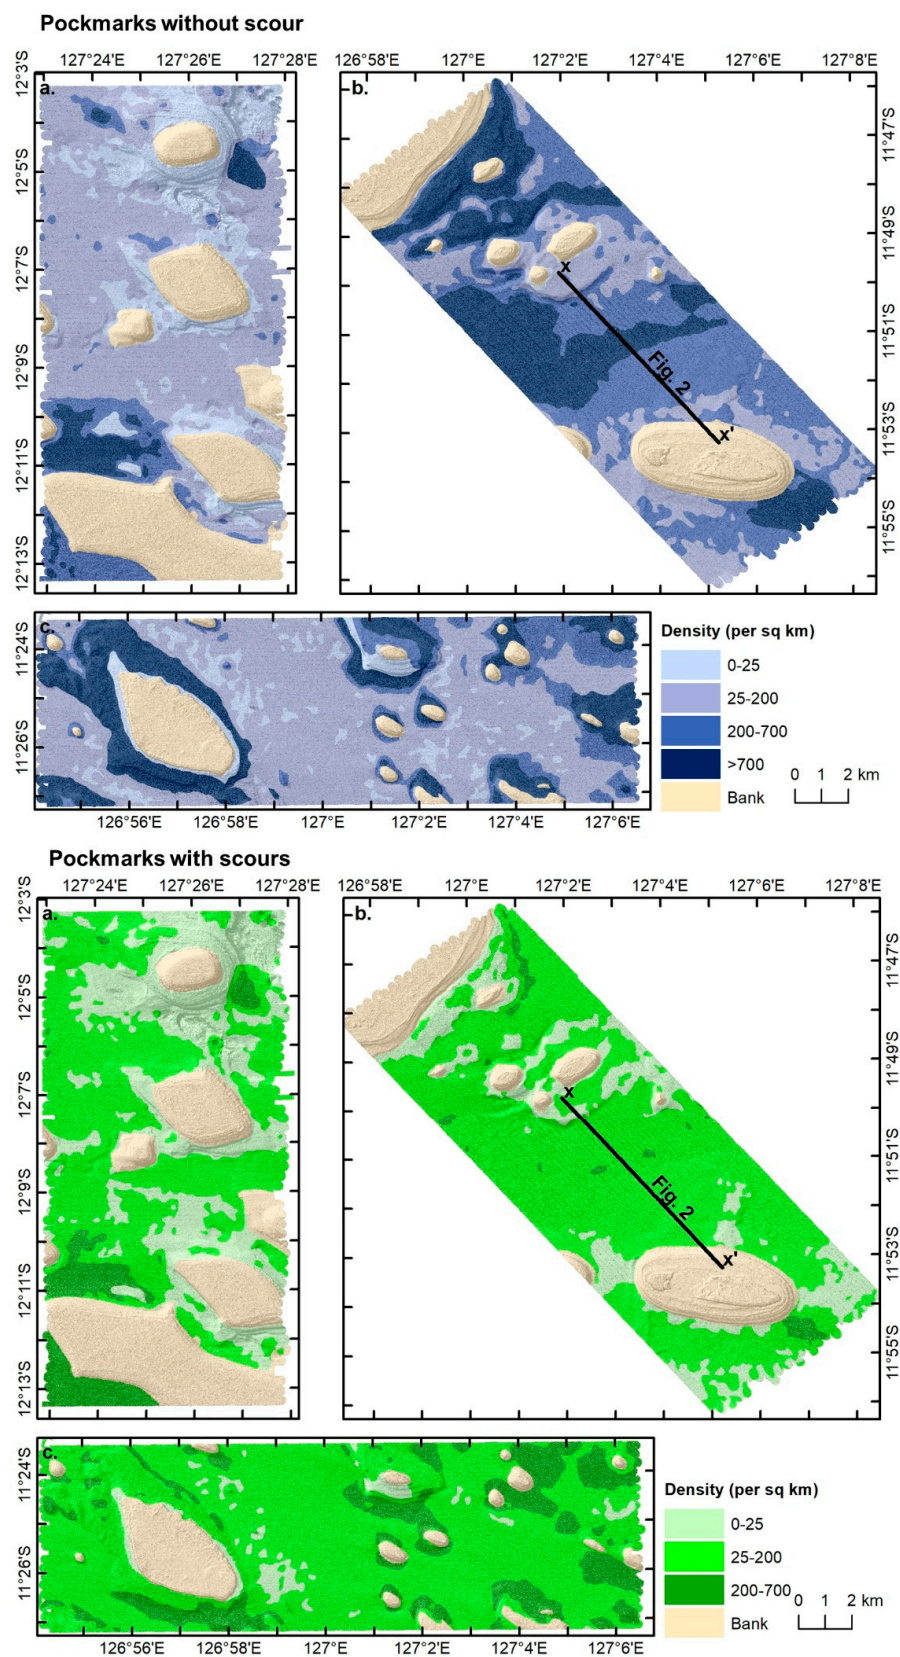 Pockmarks without scour
127°24'E 127°26'E 127°28'E 126°58'E 127°0' 127°2'E 127°4'E 127°6'E 127°8'E
a.
b.
12°3'S
12°5'S
12°7'S
12°9'S
12°11'S
12°13'S
11°47'S
11°49'S
11°51'S
11°53'S
11°55'S
x
Fig. 2
x'
c.
11°24'S
11°26'S
126°56'E 126°58'E 127°E 127°2'E 127°4'E 127°6'E
Density (per sq km)
0-25
25-200
200-700
>700
Bank
0 1 2 km
Pockmarks with scours
127°24'E 127°26'E 127°28'E 126°58'E 127°0' 127°2'E 127°4'E 127°6'E 127°8'E
a.
b.
12°3'S
12°5'S
12°7'S
12°9'S
12°11'S
12°13'S
11°47'S
11°49'S
11°51'S
11°53'S
11°55'S
x
Fig. 2
x'
c.
11°24'S
11°26'S
126°56'E 126°58'E 127°E 127°2'E 127°4'E 127°6'E
Density (per sq km)
0-25
25-200
200-700
Bank
0 1 2 km